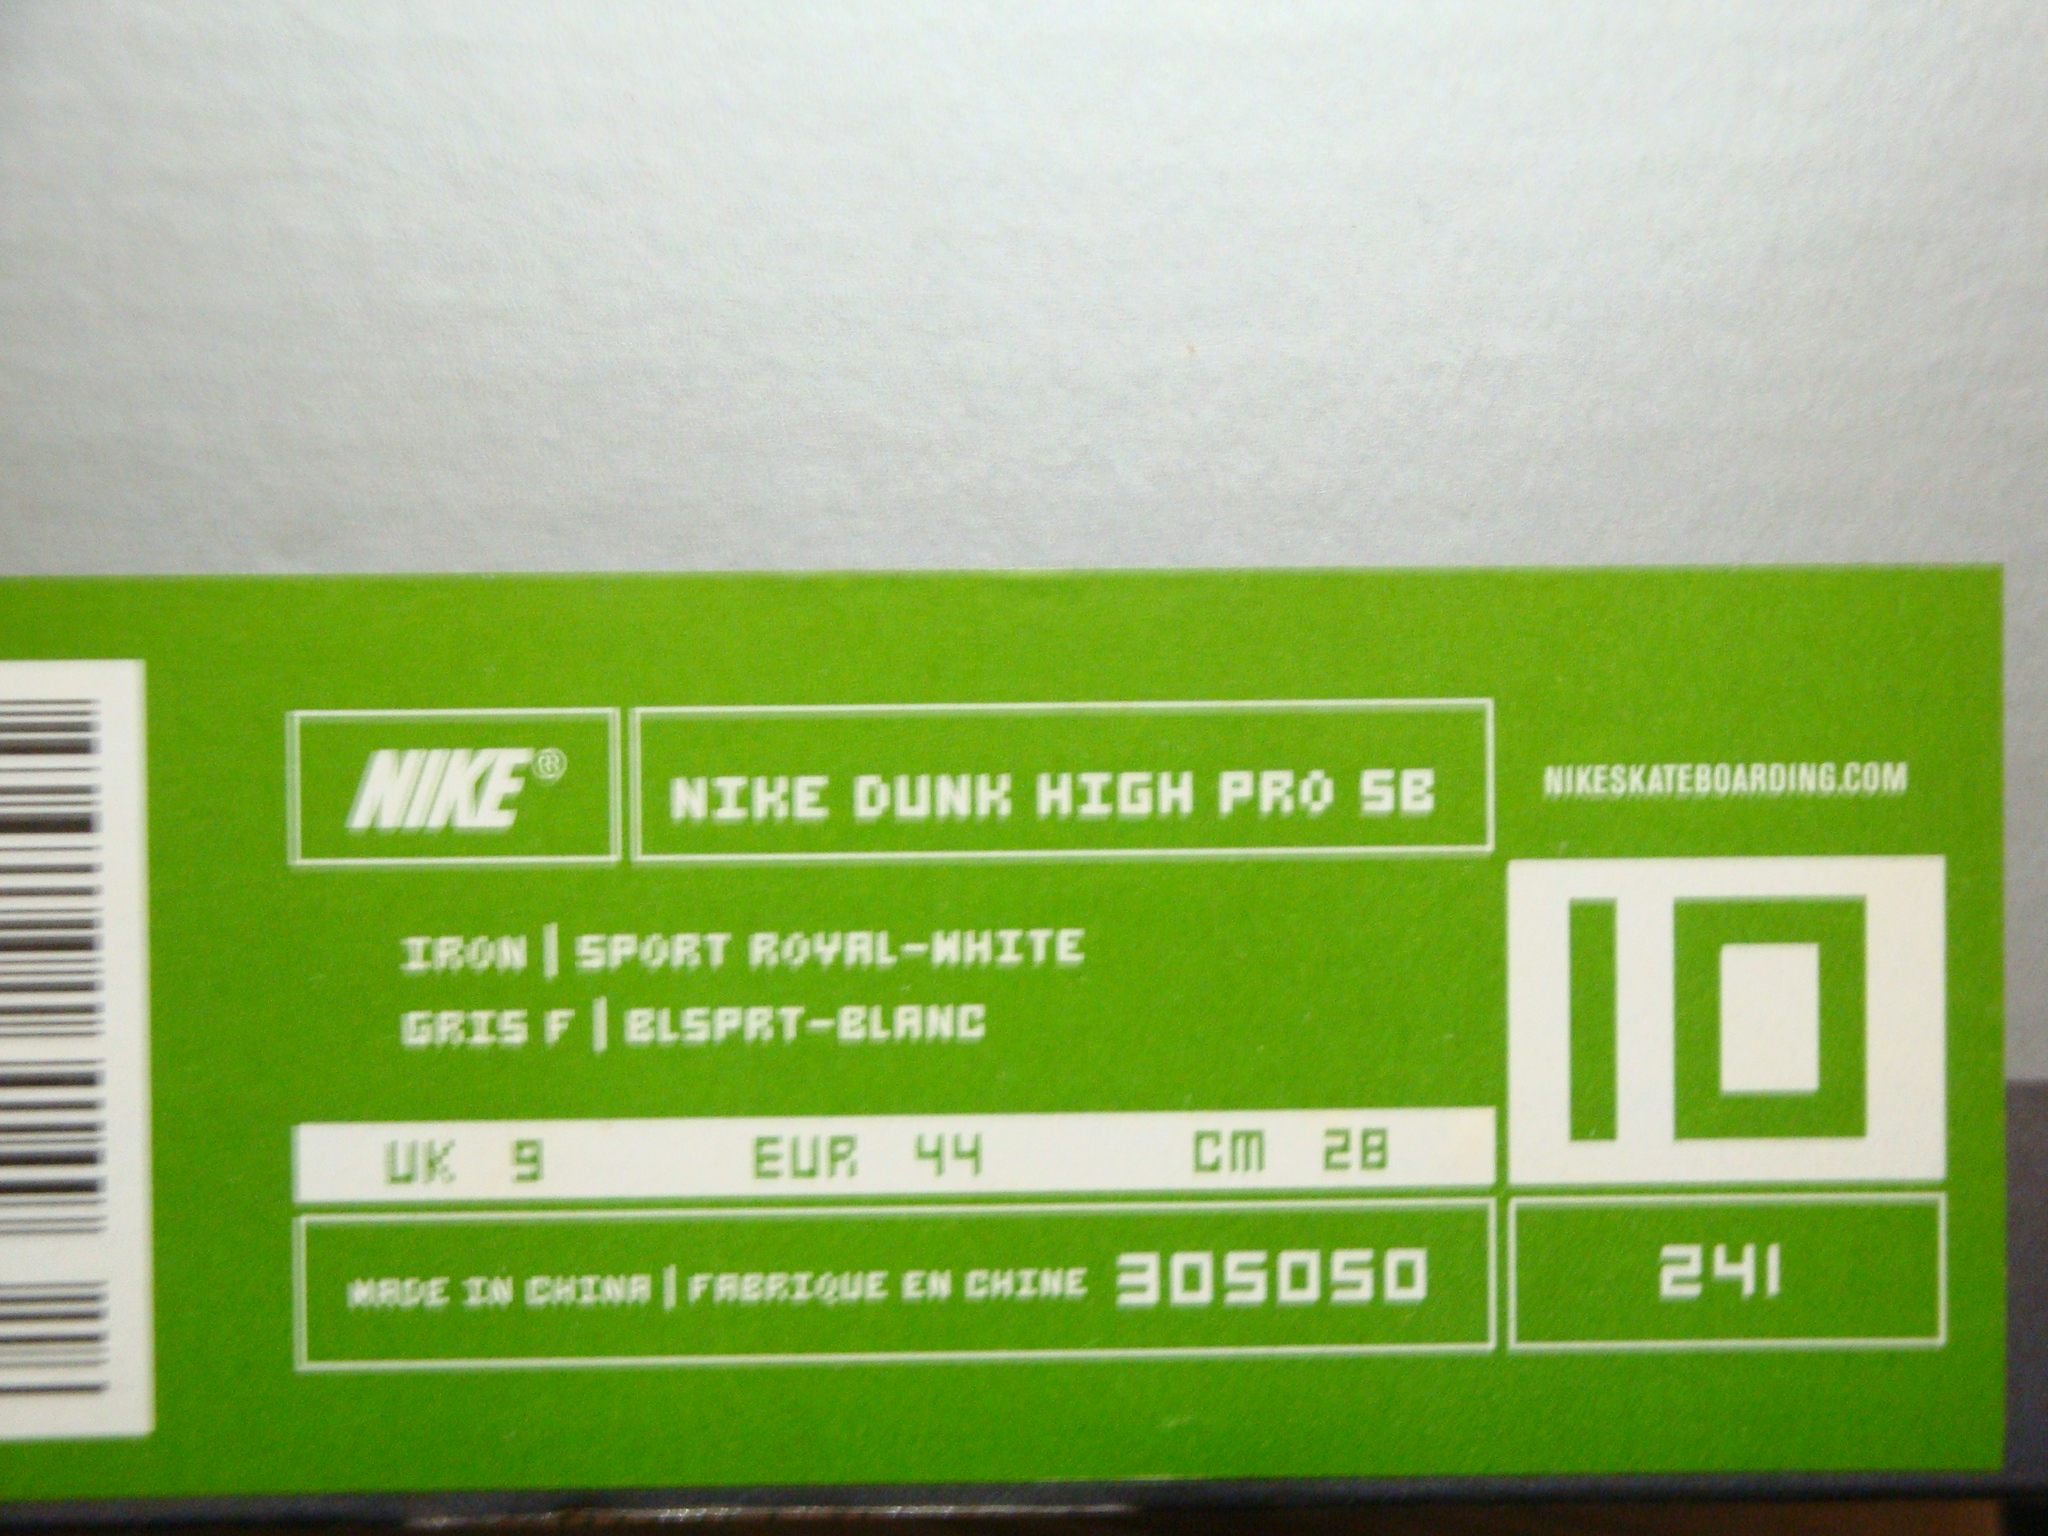 NIKE® NIKE DUNK HIGH PRO SB
NIKESKATEBOARDING.COM
IRON | SPORT ROYAL-WHITE
GRIS F | BLSPRT-BLANC
10
UK 9 EUR 44 CM 28
MADE IN CHINA | FABRIQUE EN CHINE 305050
241